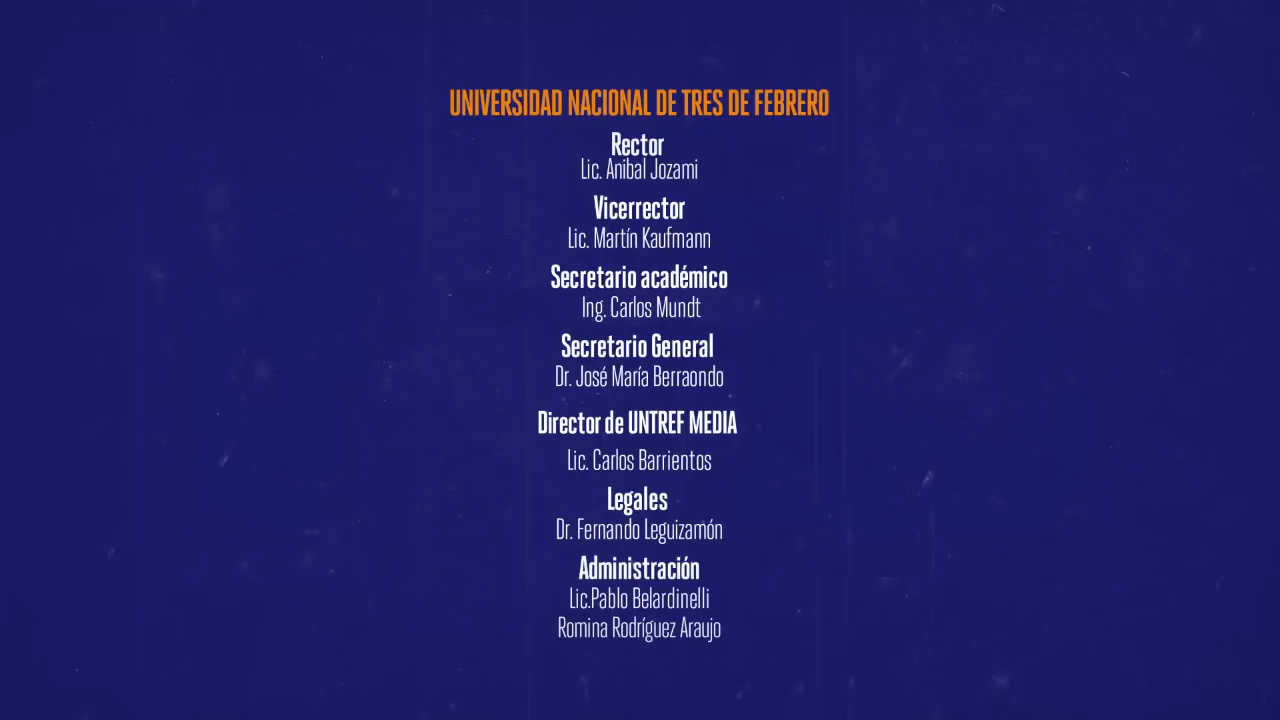 UNIVERSIDAD NACIONAL DE TRES DE FEBRERO
Rector
Lic. Anibal Jozami
Vicerrector
Lic. Martín Kaufmann
Secretario académico
Ing. Carlos Mundt
Secretario General
Dr. José María Berraondo
Director de UNTREF MEDIA
Lic. Carlos Barrientos
Legales
Dr. Fernando Leguizamón
Administración
Lic.Pablo Belardinelli
Romina Rodríguez Araujo